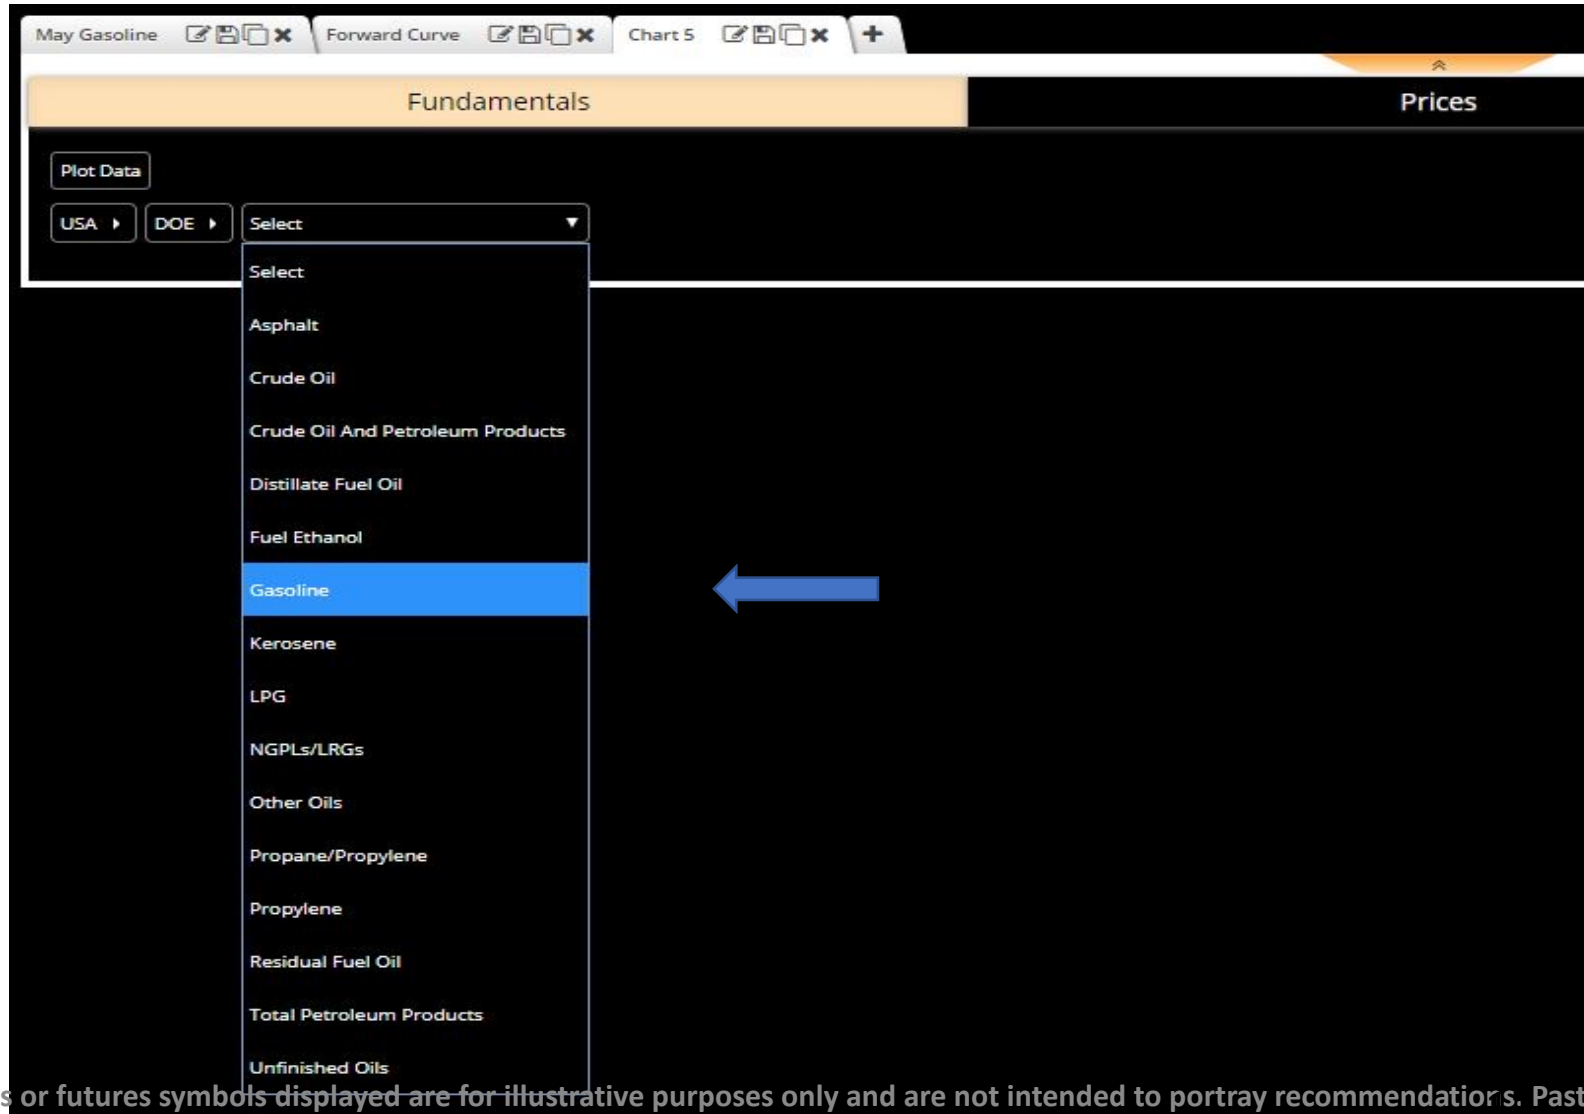 May Gasoline Forward Curve Chart 5
Fundamentals Prices
Plot Data
USA DOE Select
Select
Asphalt
Crude Oil
Crude Oil And Petroleum Products
Distillate Fuel Oil
Fuel Ethanol
Gasoline
Kerosene
LPG
NGPLs/LRGs
Other Oils
Propane/Propylene
Propylene
Residual Fuel Oil
Total Petroleum Products
Unfinished Oils
s or futures symbols displayed are for illustrative purposes only and are not intended to portray recommendations. Past